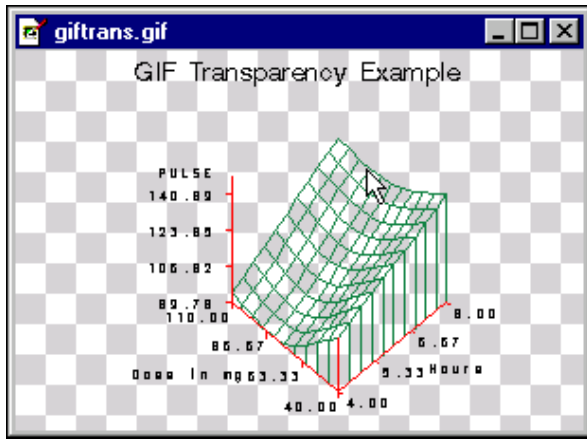 giftrans.gif
GIF Transparency Example
PULSE
140.89
123.85
106.82
89.78
110.00
8.00
86.67
6.67
Dose In mg
63.33
5.33
Hours
40.00
4.00